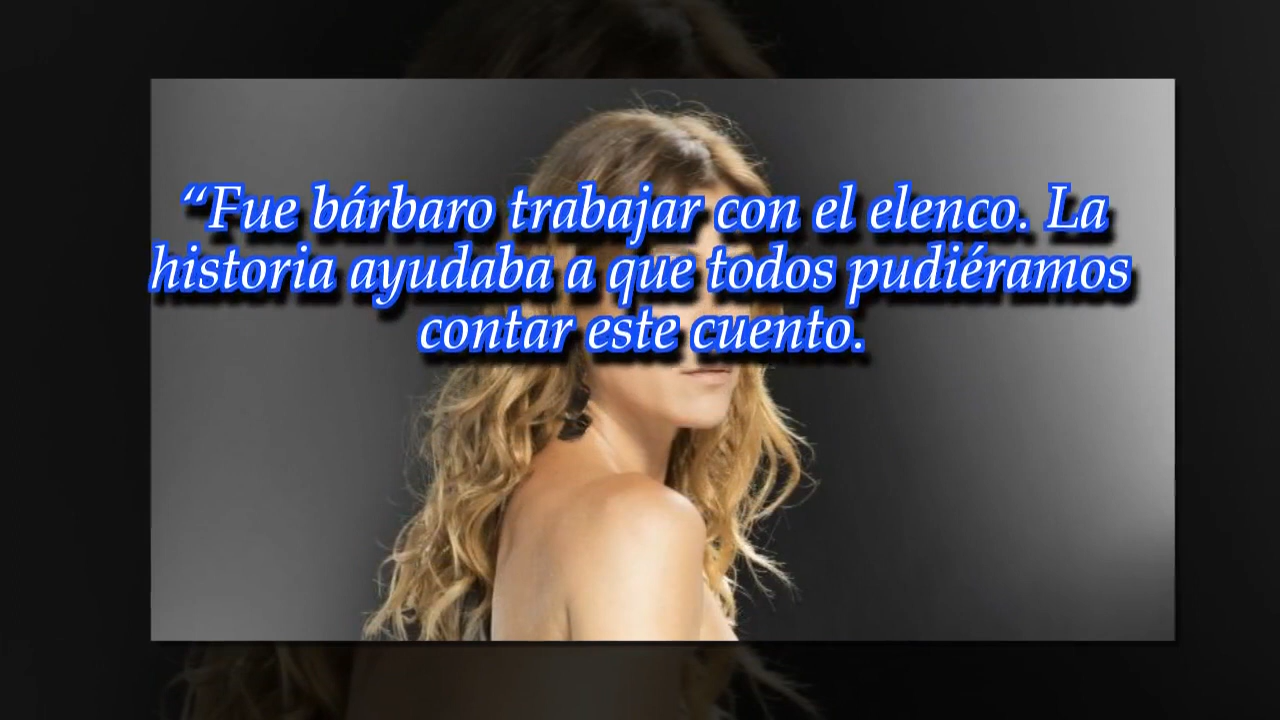 “Fue bárbaro trabajar con el elenco. La
historia ayudaba a que todos pudiéramos
contar este cuento.